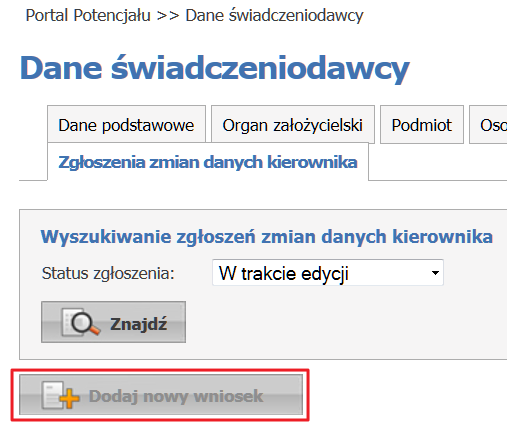 Portal Potencjału >> Dane świadczeniodawcy
Dane świadczeniodawcy
Dane podstawowe Organ założycielski Podmiot Oso
Zgłoszenia zmian danych kierownika
Wyszukiwanie zgłoszeń zmian danych kierownika
Status zgłoszenia: W trakcie edycji
Znajdź
Dodaj nowy wniosek